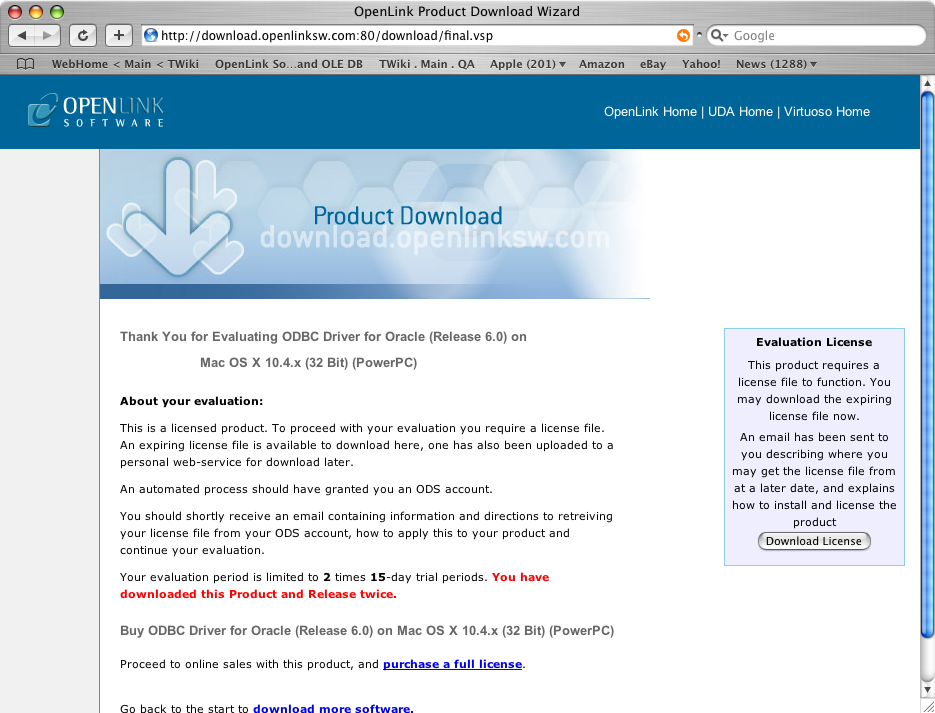 OpenLink Product Download Wizard
http://download.openlinksw.com:80/download/final.vsp
Google
WebHome < Main < TWiki OpenLink So...and OLE DB TWiki . Main . QA Apple (201) Amazon eBay Yahoo! News (1288)
OPENLINK
SOFTWARE
OpenLink Home | UDA Home | Virtuoso Home
Product Download
download.openlinksw.com
Thank You for Evaluating ODBC Driver for Oracle (Release 6.0) on
Mac OS X 10.4.x (32 Bit) (PowerPC)
About your evaluation:
This is a licensed product. To proceed with your evaluation you require a license file.
An expiring license file is available to download here, one has also been uploaded to a
personal web-service for download later.
An automated process should have granted you an ODS account.
You should shortly receive an email containing information and directions to retreiving
your license file from your ODS account, how to apply this to your product and
continue your evaluation.
Your evaluation period is limited to 2 times 15-day trial periods. You have
downloaded this Product and Release twice.
Buy ODBC Driver for Oracle (Release 6.0) on Mac OS X 10.4.x (32 Bit) (PowerPC)
Proceed to online sales with this product, and purchase a full license.
Go back to the start to download more software.
Evaluation License
This product requires a
license file to function. You
may download the expiring
license file now.
An email has been sent to
you describing where you
may get the license file from
at a later date, and explains
how to install and license the
product
Download License